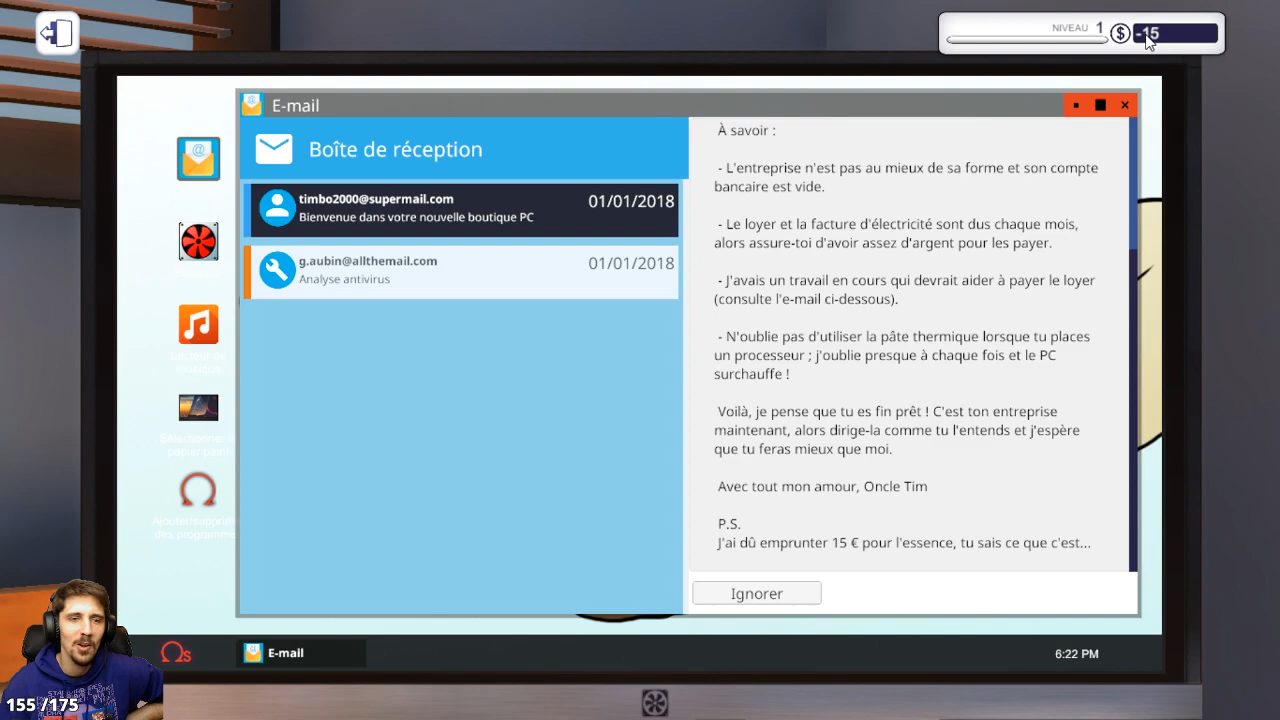 NIVEAU 1
-15
E-mail
Boîte de réception
timbo2000@supermail.com 01/01/2018
Bienvenue dans votre nouvelle boutique PC
g.aubin@allthemail.com 01/01/2018
Analyse antivirus
À savoir :
- L'entreprise n'est pas au mieux de sa forme et son compte
bancaire est vide.
- Le loyer et la facture d'électricité sont dus chaque mois,
alors assure-toi d'avoir assez d'argent pour les payer.
- J'avais un travail en cours qui devrait aider à payer le loyer
(consulte l'e-mail ci-dessous).
- N'oublie pas d'utiliser la pâte thermique lorsque tu places
un processeur ; j'oublie presque à chaque fois et le PC
surchauffe !
Voilà, je pense que tu es fin prêt ! C'est ton entreprise
maintenant, alors dirige-la comme tu l'entends et j'espère
que tu feras mieux que moi.
Avec tout mon amour, Oncle Tim
P.S.
J'ai dû emprunter 15 € pour l'essence, tu sais ce que c'est...
Ignorer
Lecteur de
musique
papier peint
des programme
E-mail
6:22 PM
155 /175